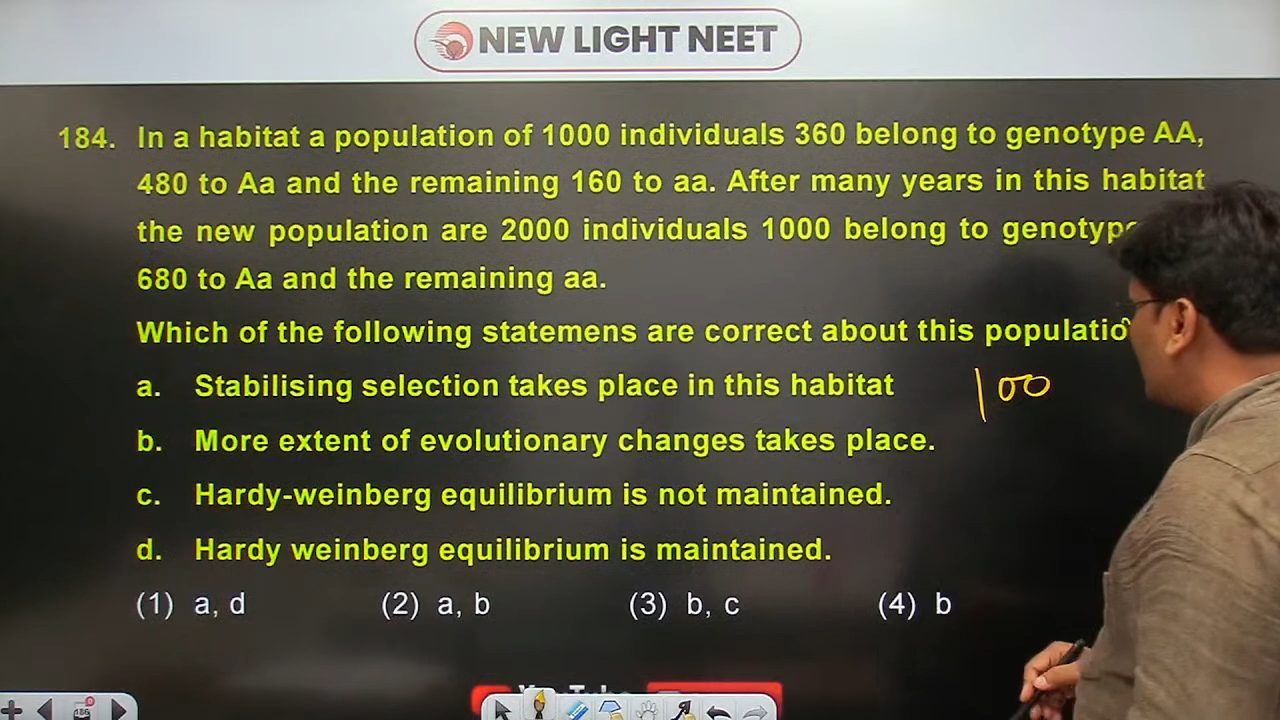 NEW LIGHT NEET
184. In a habitat a population of 1000 individuals 360 belong to genotype AA,
480 to Aa and the remaining 160 to aa. After many years in this habitat
the new population are 2000 individuals 1000 belong to
680 to Aa and the remaining aa.
Which of the following statemens are correct about this
a. Stabilising selection takes place in this habitat
100
b. More extent of evolutionary changes takes place.
c. Hardy-weinberg equilibrium is not maintained.
d. Hardy weinberg equilibrium is maintained.
(1) a, d (2) a, b (3) b, c (4) b